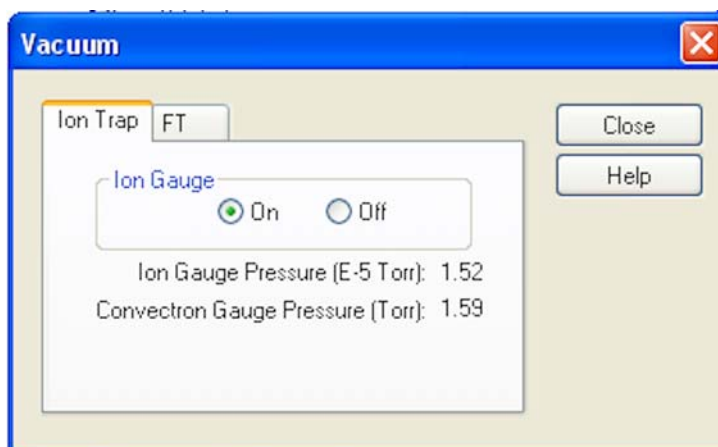 Vacuum
Ion Trap FT
Close
Help
Ion Gauge
On Off
Ion Gauge Pressure (E-5 Torr): 1.52
Convectron Gauge Pressure (Torr): 1.59